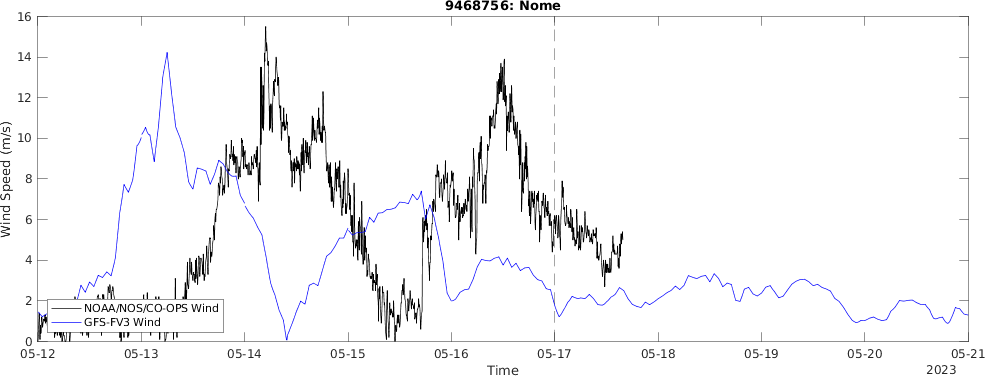 9468756: Nome
16
14
12
10
8
6
4
2
0
Wind Speed (m/s)
NOAA/NOS/CO-OPS Wind
GFS-FV3 Wind
05-12 05-13 05-14 05-15 05-16 05-17 05-18 05-19 05-20 05-21
Time
2023